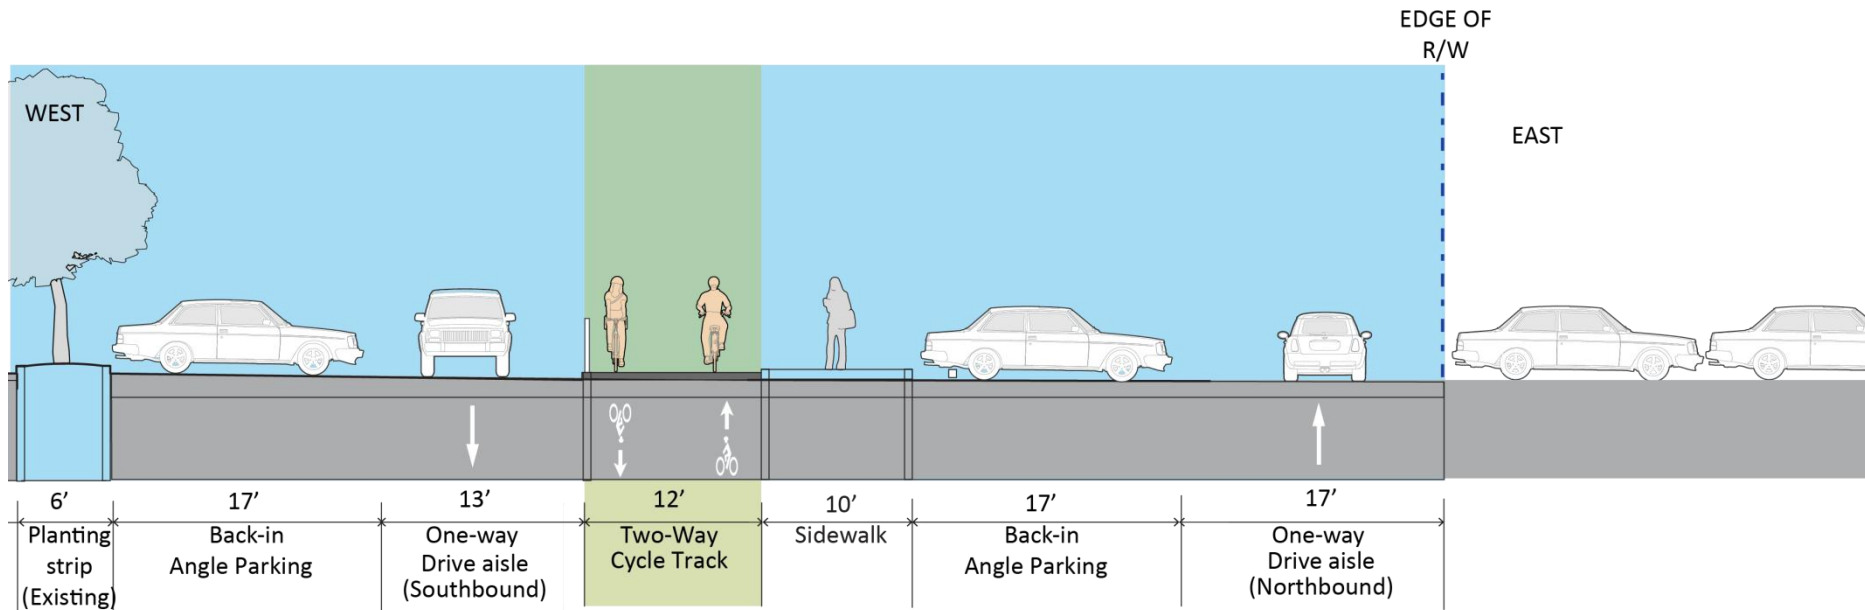 EDGE OF
R/W
WEST
EAST
6’
17’
13’
12’
10’
17’
17’
Planting
strip
(Existing)
Back-in
Angle Parking
One-way
Drive aisle
(Southbound)
Two-Way
Cycle Track
Sidewalk
Back-in
Angle Parking
One-way
Drive aisle
(Northbound)